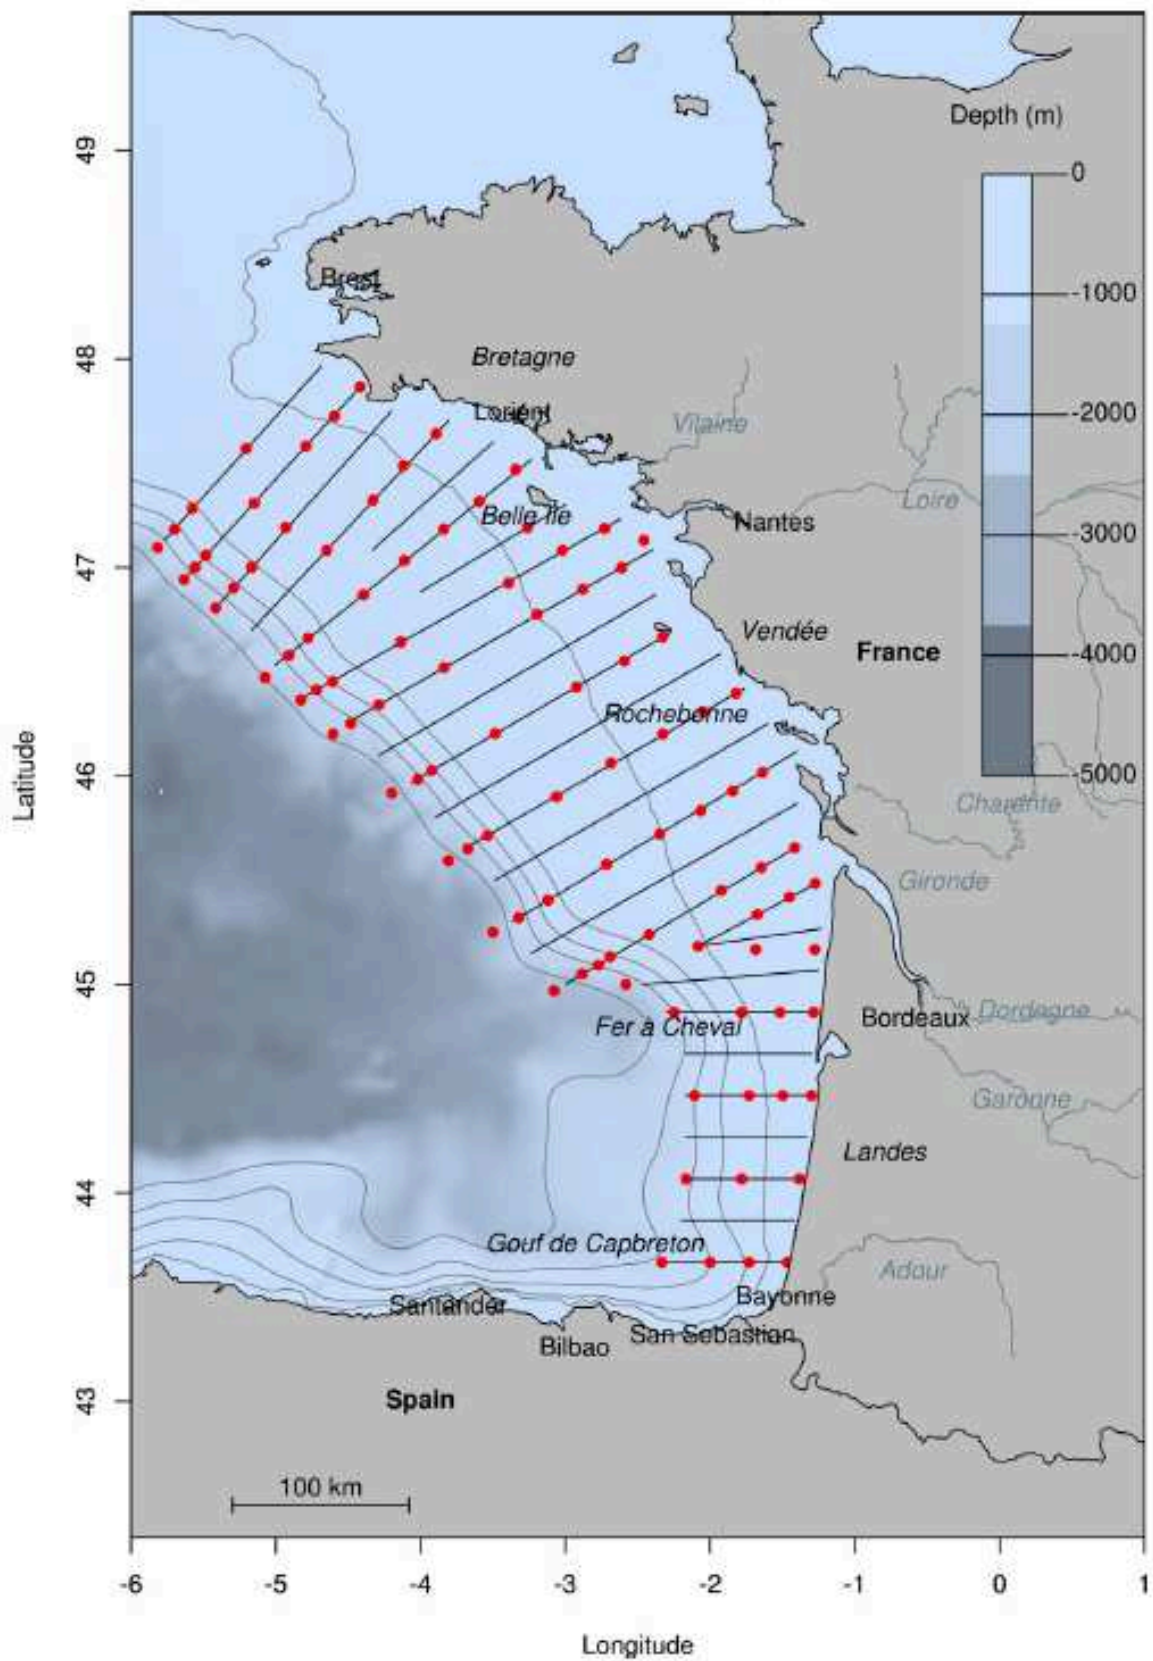 49
Depth (m)
0
Brest
-1000
48
Bretagne
Lorient
-2000
Vilaine
Loire
Belle Ile
Nantes
-3000
47
Vendée
France
-4000
Rochebonne
Latitude
46
-5000
Charente
Gironde
45
Fer à Cheval
Bordeaux
Dordogne
Garonne
Landes
44
Gouf de Capbreton
Adour
Santander
Bayonne
Bilbao
San Sebastian
43
Spain
100 km
-6 -5 -4 -3 -2 -1 0 1
Longitude